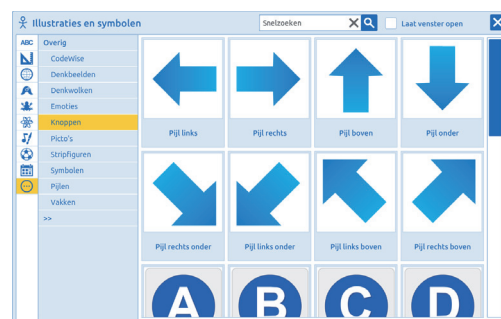 Illustraties en symbolen
Snelzoeken
Laat venster open
ABC
Overig
CodeWise
Denkbeelden
Denkwolken
Emoties
Knoppen
Picto's
Stripfiguren
Symbolen
Pijlen
Vakken
>>
Pijl links
Pijl rechts
Pijl boven
Pijl onder
Pijl rechts onder
Pijl links onder
Pijl links boven
Pijl rechts boven
A
B
C
D